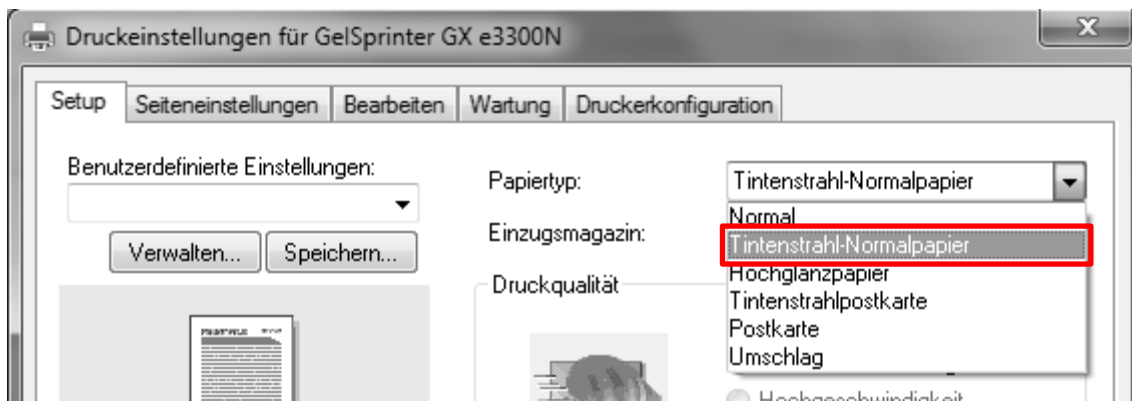 Druckeinstellungen für GelSprinter GX e3300N
Setup Seiteneinstellungen Bearbeiten Wartung Druckerkonfiguration
Benutzerdefinierte Einstellungen:
Verwalten... Speichern...
Papiertyp: Tintenstrahl-Normalpapier
Einzugsmagazin:
Druckqualität
Normal
Tintenstrahl-Normalpapier
Hochglanzpapier
Tintenstrahlpostkarte
Postkarte
Umschlag
Hochgeschwindigkeit